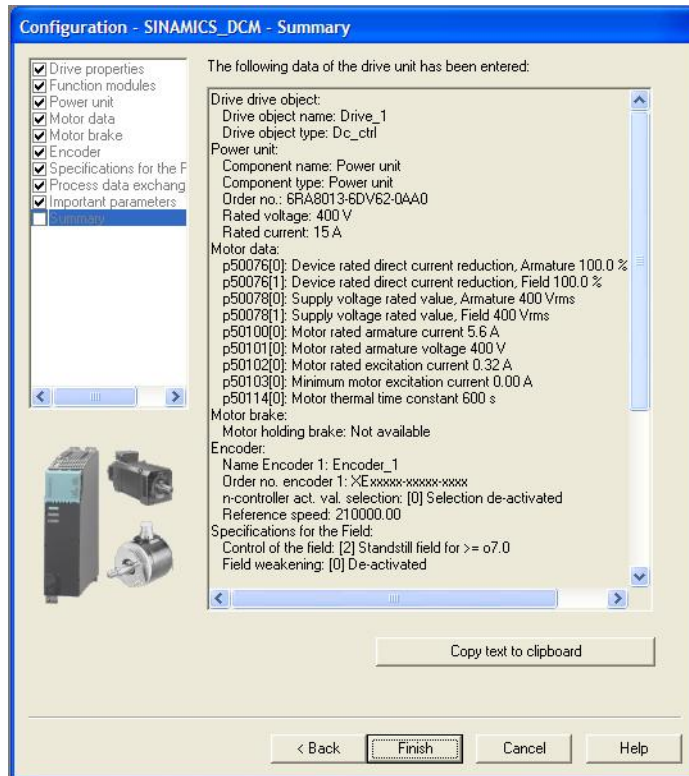 Configuration - SINAMICS_DCM - Summary
Drive properties
Function modules
Power unit
Motor data
Motor brake
Encoder
Specifications for the F
Process data exchang
Important parameters
Summary
The following data of the drive unit has been entered:
Drive drive object:
Drive object name: Drive_1
Drive object type: Dc_ctrl
Power unit:
Component name: Power unit
Component type: Power unit
Order no.: 6RA8013-6DV62-0AA0
Rated voltage: 400 V
Rated current: 15 A
Motor data:
p50076[0]: Device rated direct current reduction, Armature 100.0 %
p50076[1]: Device rated direct current reduction, Field 100.0 %
p50078[0]: Supply voltage rated value, Armature 400 Vrms
p50078[1]: Supply voltage rated value, Field 400 Vrms
p50100[0]: Motor rated armature current 5.6 A
p50101[0]: Motor rated armature voltage 400 V
p50102[0]: Motor rated excitation current 0.32 A
p50103[0]: Minimum motor excitation current 0.00 A
p50114[0]: Motor thermal time constant 600 s
Motor brake:
Motor holding brake: Not available
Encoder:
Name Encoder 1: Encoder_1
Order no. encoder 1: XExxxxx-xxxxx-xxxx
n-controller act. val. selection: [0] Selection de-activated
Reference speed: 210000.00
Specifications for the Field:
Control of the field: [2] Standstill field for >= o7.0
Field weakening: [0] De-activated
Copy text to clipboard
< Back
Finish
Cancel
Help